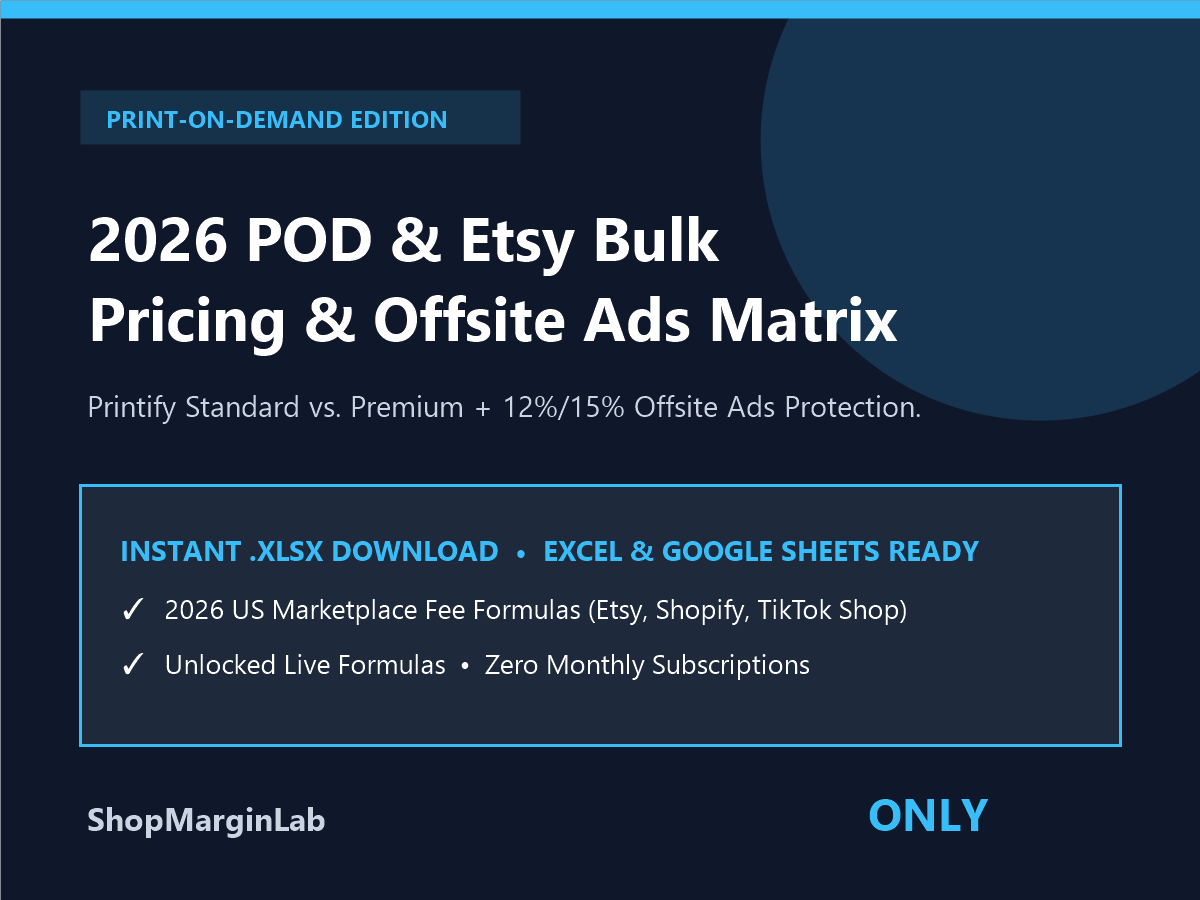 PRINT-ON-DEMAND EDITION
2026 POD & Etsy Bulk
Pricing & Offsite Ads Matrix
Printify Standard vs. Premium + 12%/15% Offsite Ads Protection.
INSTANT .XLSX DOWNLOAD • EXCEL & GOOGLE SHEETS READY
✓ 2026 US Marketplace Fee Formulas (Etsy, Shopify, TikTok Shop)
✓ Unlocked Live Formulas • Zero Monthly Subscriptions
ShopMarginLab
ONLY